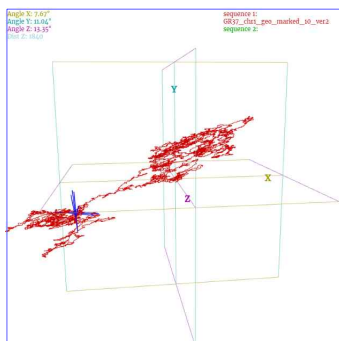 Angle X: 7.67°
Angle Y: 11.04°
Angle Z: 13.35°
sequence 1:
GR37_chr1_geo_marked_10_ver2
sequence 2:
Y
X
Z